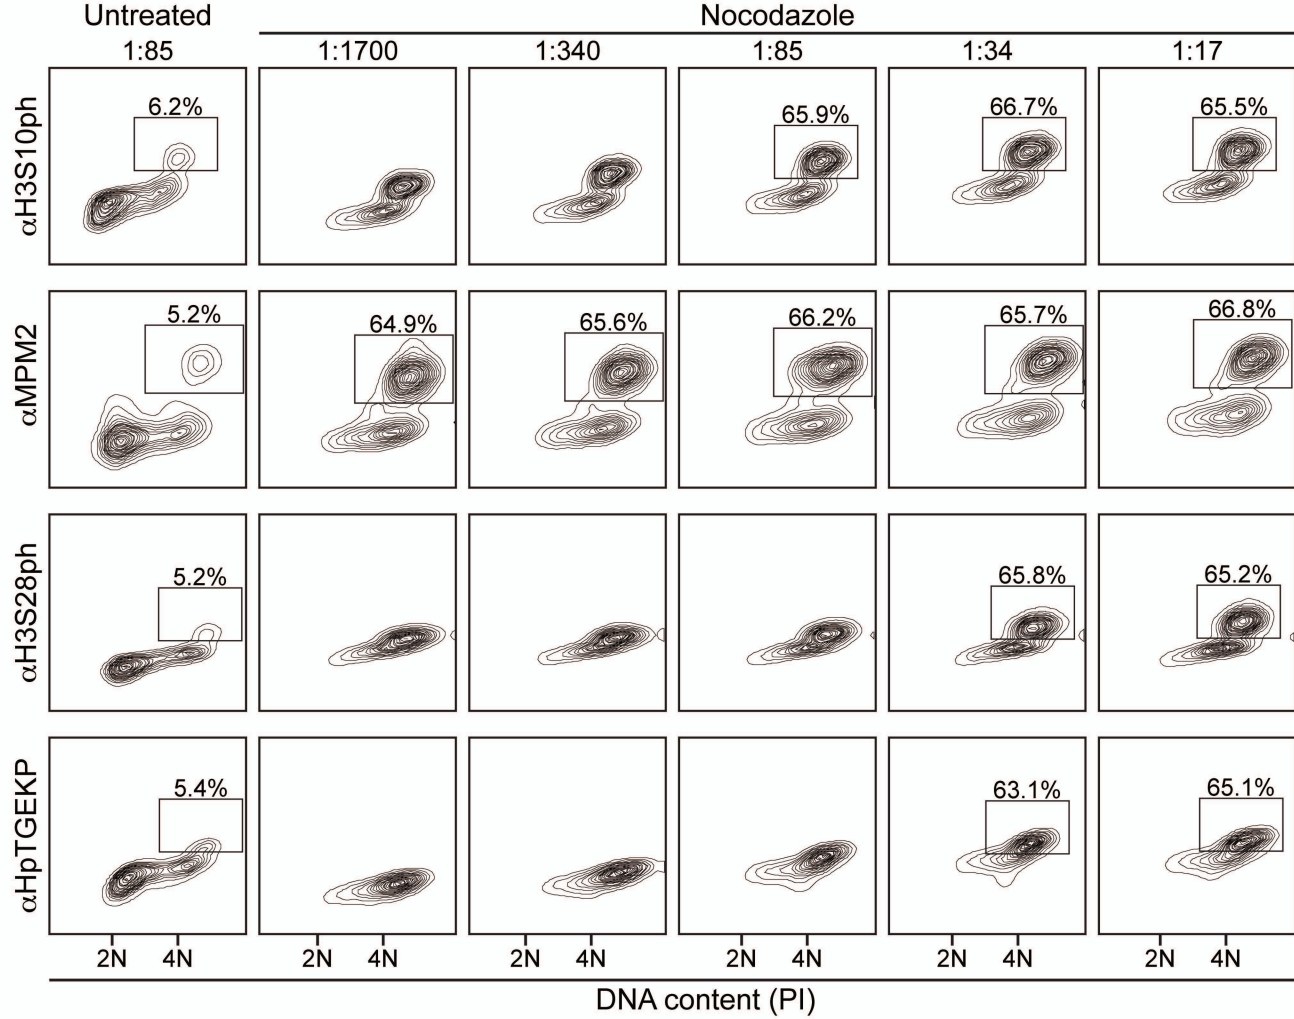 Untreated Nocodazole
1:85 1:1700 1:340 1:85 1:34 1:17
αH3S10ph
6.2% 65.9% 66.7% 65.5%
αMPM2
5.2% 64.9% 65.6% 66.2% 65.7% 66.8%
αH3S28ph
5.2% 65.8% 65.2%
αHpTGEKP
5.4% 63.1% 65.1%
2N 4N 2N 4N 2N 4N 2N 4N 2N 4N 2N 4N
DNA content (PI)